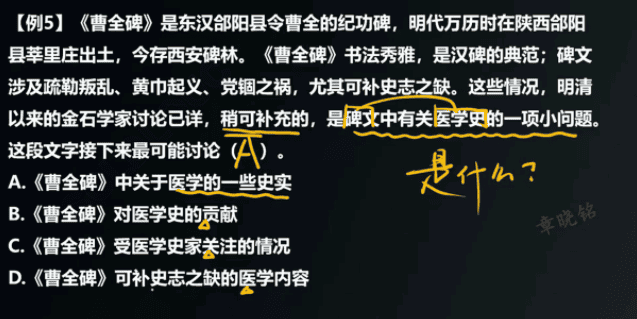 【例5】《曹全碑》是东汉郃阳县令曹全的纪功碑，明代万历时在陕西郃阳
县莘里庄出土，今存西安碑林。《曹全碑》书法秀雅，是汉碑的典范；碑文
涉及疏勒叛乱、黄巾起义、党锢之祸，尤其可补史志之缺。这些情况，明清
以来的金石学家讨论已详，稍可补充的，是碑文中有关医学史的一项小问题。
这段文字接下来最可能讨论（A）。
是什么？
A.《曹全碑》中关于医学的一些史实
B.《曹全碑》对医学史的贡献
章晓铭
C.《曹全碑》受医学史家关注的情况
D.《曹全碑》可补史志之缺的医学内容